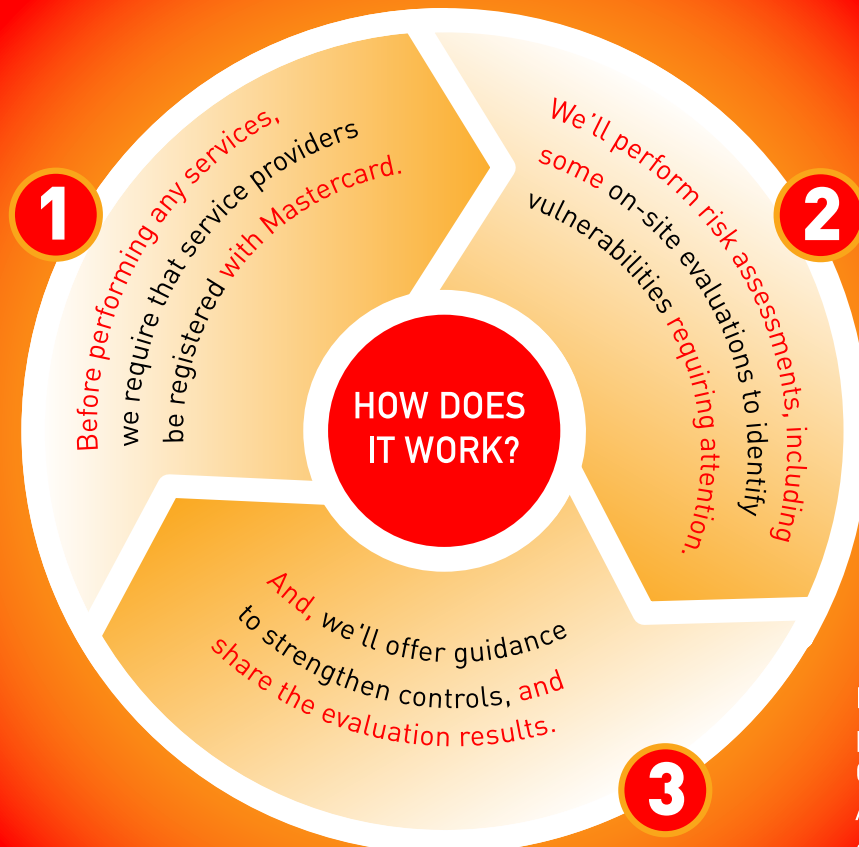 HOW DOES
IT WORK?
1
Before performing any services,
we require that service providers
be registered with Mastercard.
2
We'll perform risk assessments, including
some on-site evaluations to identify
vulnerabilities requiring attention.
3
And, we'll offer guidance
to strengthen controls, and
share the evaluation results.